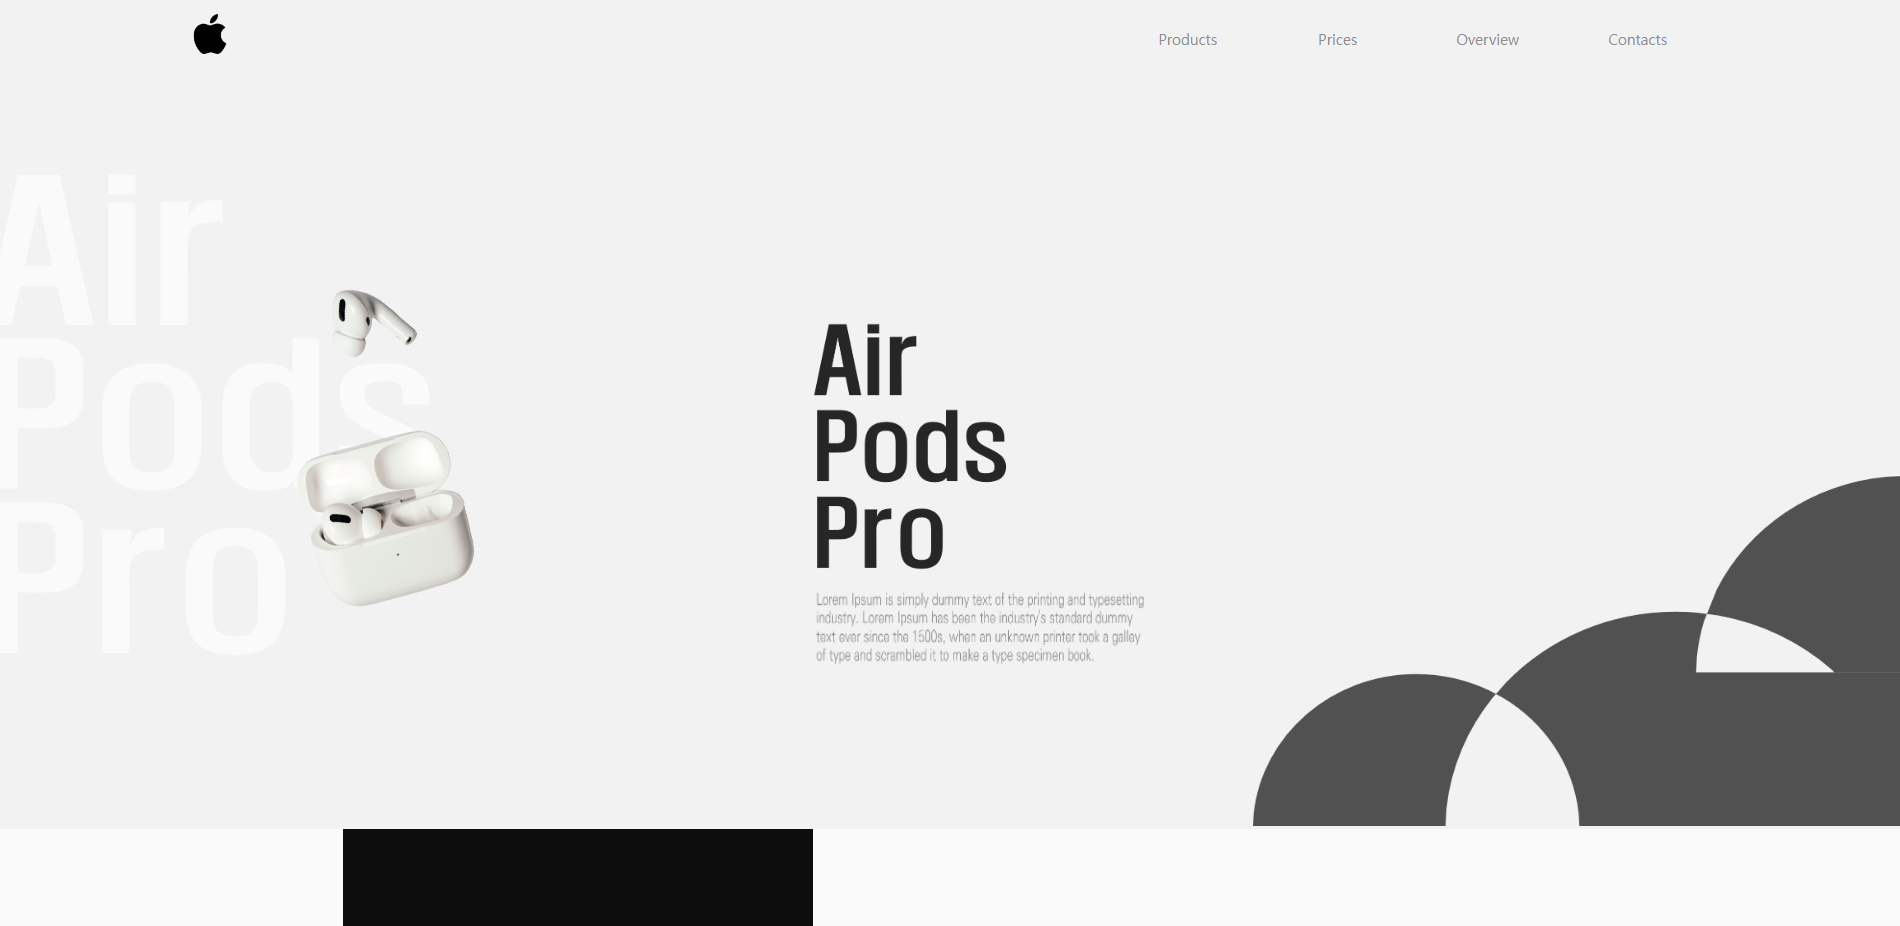 Products
Prices
Overview
Contacts
Air
Pods
Pro
Air
Pods
Pro
Lorem Ipsum is simply dummy text of the printing and typesetting
industry. Lorem Ipsum has been the industry's standard dummy
text ever since the 1500s, when an unknown printer took a galley
of type and scrambled it to make a type specimen book.